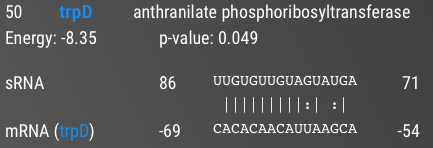 50 trpD anthranilate phosphoribosyltransferase
Energy: -8.35 p-value: 0.049
sRNA 86 UUGUGUUGUAGUAUGA 71
|||||||||:| :|
mRNA (trpD) -69 CACACAACAUUAAGCA -54